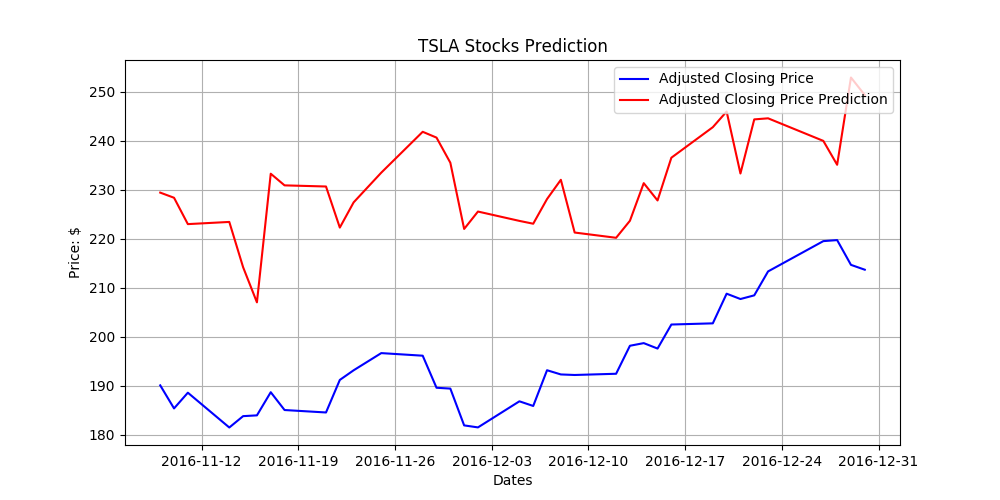 TSLA Stocks Prediction
Adjusted Closing Price
Adjusted Closing Price Prediction
Price: $
250
240
230
220
210
200
190
180
2016-11-12 2016-11-19 2016-11-26 2016-12-03 2016-12-10 2016-12-17 2016-12-24 2016-12-31
Dates